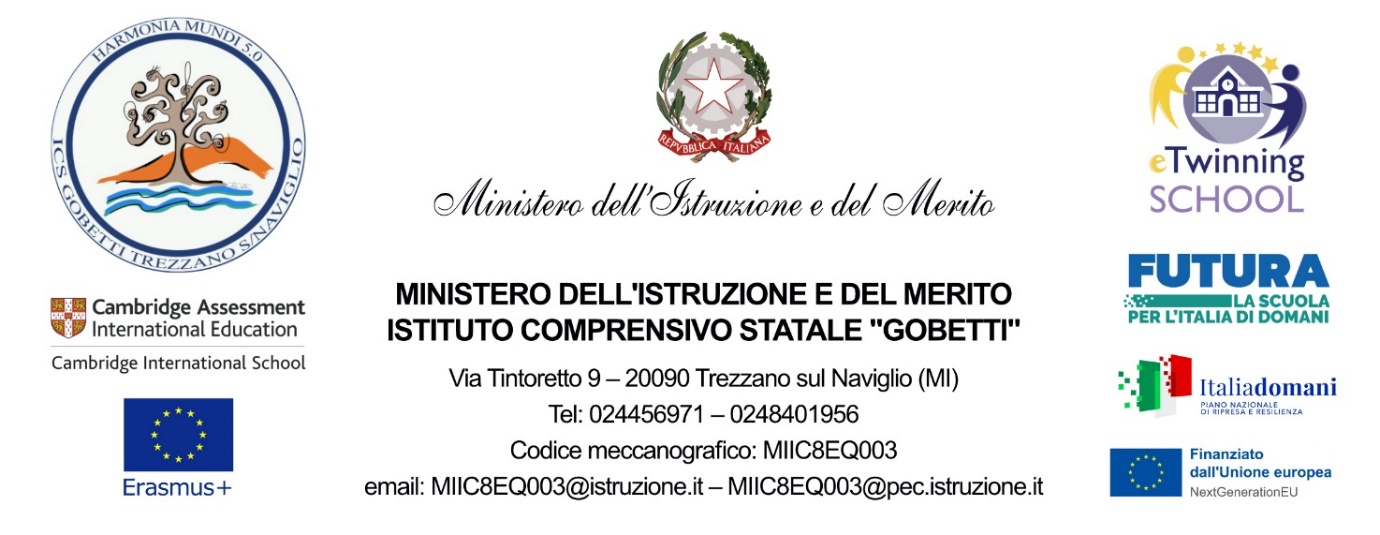 HARMONIA MUNDI 5.0
ICS GOBETTI TREZZANO S/NAVIGLIO
Cambridge Assessment
International Education
Cambridge International School
Erasmus+
REPVBBLICA ITALIANA
Ministero dell'Istruzione e del Merito
MINISTERO DELL'ISTRUZIONE E DEL MERITO
ISTITUTO COMPRENSIVO STATALE "GOBETTI"
Via Tintoretto 9 – 20090 Trezzano sul Naviglio (MI)
Tel: 024456971 – 0248401956
Codice meccanografico: MIIC8EQ003
email: MIIC8EQ003@istruzione.it – MIIC8EQ003@pec.istruzione.it
eTwinning
SCHOOL
FUTURA
LA SCUOLA
PER L'ITALIA DI DOMANI
Italiadomani
PIANO NAZIONALE
DI RIPRESA E RESILIENZA
Finanziato
dall'Unione europea
NextGenerationEU